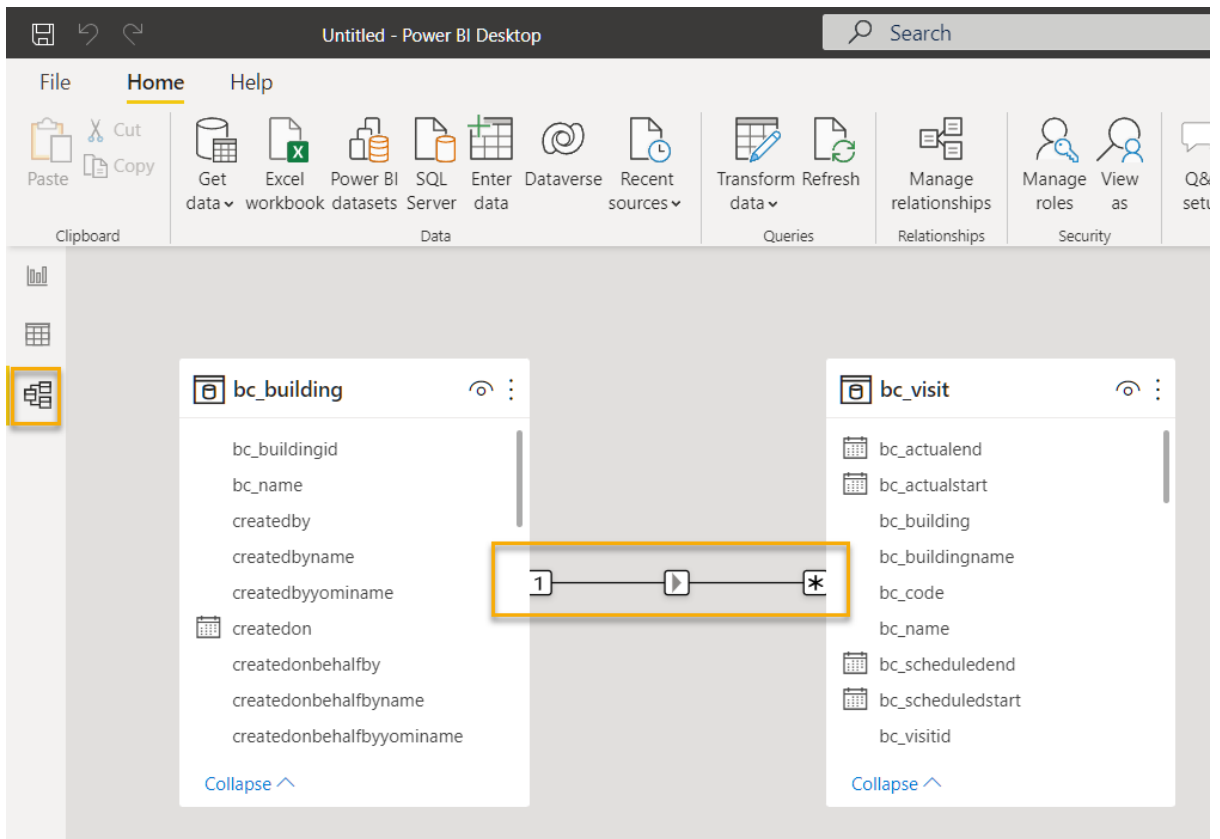 Untitled - Power BI Desktop
Search
File Home Help
Paste
Cut
Copy
Get data
Excel workbook
Power BI datasets
SQL Server
Enter data
Dataverse
Recent sources
Transform data
Refresh
Manage relationships
Manage roles
View as
Clipboard
Data
Queries
Relationships
Security
bc_building
bc_buildingid
bc_name
createdby
createdbyname
createdbyyominame
createdon
createdonbehalfby
createdonbehalfbyname
createdonbehalfbyyominame
Collapse
1
*
bc_visit
bc_actualend
bc_actualstart
bc_building
bc_buildingname
bc_code
bc_name
bc_scheduledend
bc_scheduledstart
bc_visitid
Collapse